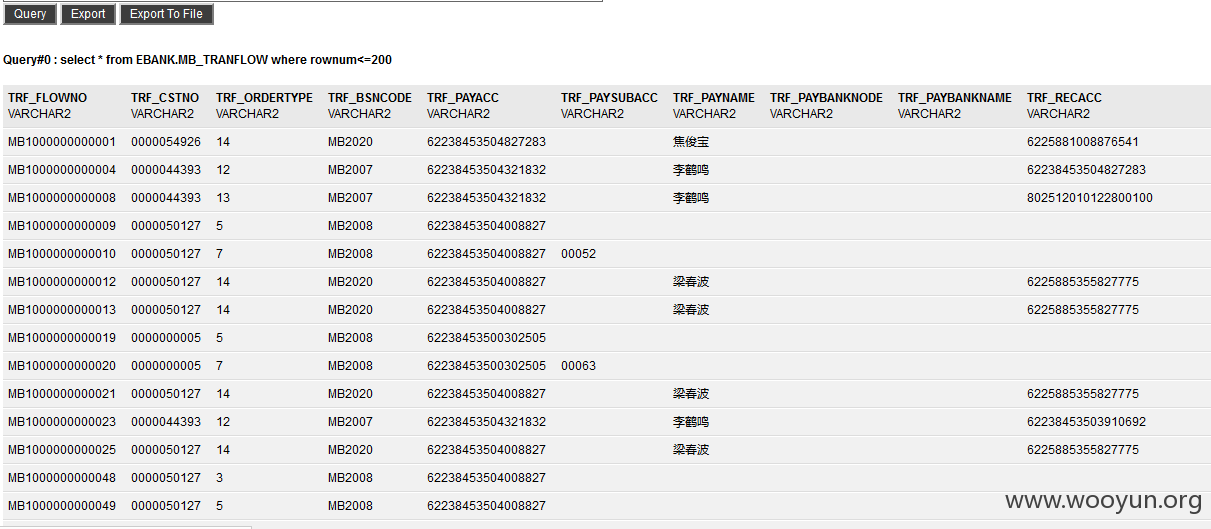 Query Export Export To File
Query#0 : select * from EBANK.MB_TRANFLOW where rownum<=200
TRF_FLOWNO TRF_CSTNO TRF_ORDERTYPE TRF_BSNCODE TRF_PAYACC TRF_PAYSUBACC TRF_PAYNAME TRF_PAYBANKNODE TRF_PAYBANKNAME TRF_RECACC
VARCHAR2 VARCHAR2 VARCHAR2 VARCHAR2 VARCHAR2 VARCHAR2 VARCHAR2 VARCHAR2 VARCHAR2 VARCHAR2
MB1000000000001 0000054926 14 MB2020 62238453504827283 焦俊宝 6225881008876541
MB1000000000004 0000044393 12 MB2007 62238453504321832 李鹤鸣 62238453504827283
MB1000000000008 0000044393 13 MB2007 62238453504321832 李鹤鸣 802512010122800100
MB1000000000009 0000050127 5 MB2008 62238453504008827
MB1000000000010 0000050127 7 MB2008 62238453504008827 00052
MB1000000000012 0000050127 14 MB2020 62238453504008827 梁春波 6225885355827775
MB1000000000013 0000050127 14 MB2020 62238453504008827 梁春波 6225885355827775
MB1000000000019 0000000005 5 MB2008 62238453500302505
MB1000000000020 0000000005 7 MB2008 62238453500302505 00063
MB1000000000021 0000050127 14 MB2020 62238453504008827 梁春波 6225885355827775
MB1000000000023 0000044393 12 MB2007 62238453504321832 李鹤鸣 62238453503910692
MB1000000000025 0000050127 14 MB2020 62238453504008827 梁春波 6225885355827775
MB1000000000048 0000050127 3 MB2008 62238453504008827
MB1000000000049 0000050127 5 MB2008 62238453504008827
www.wooyun.org